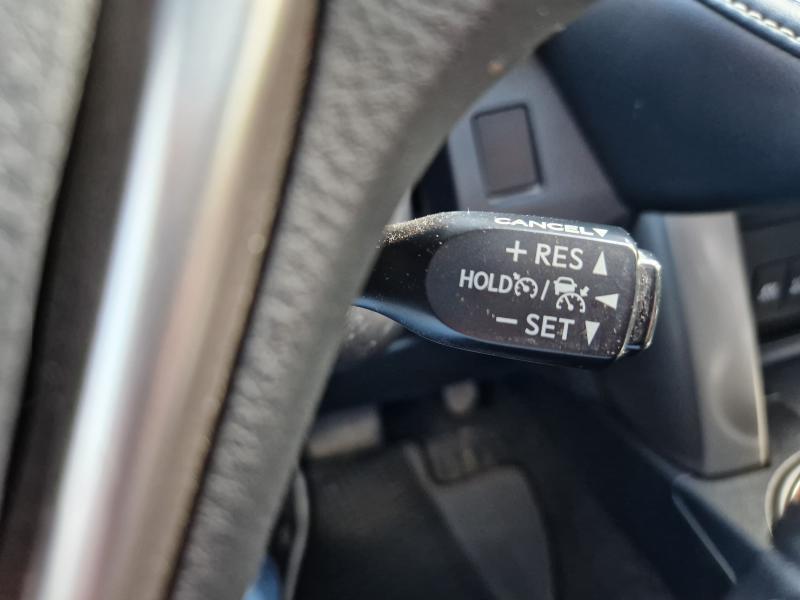 CANCEL
+ RES
HOLD /
− SET